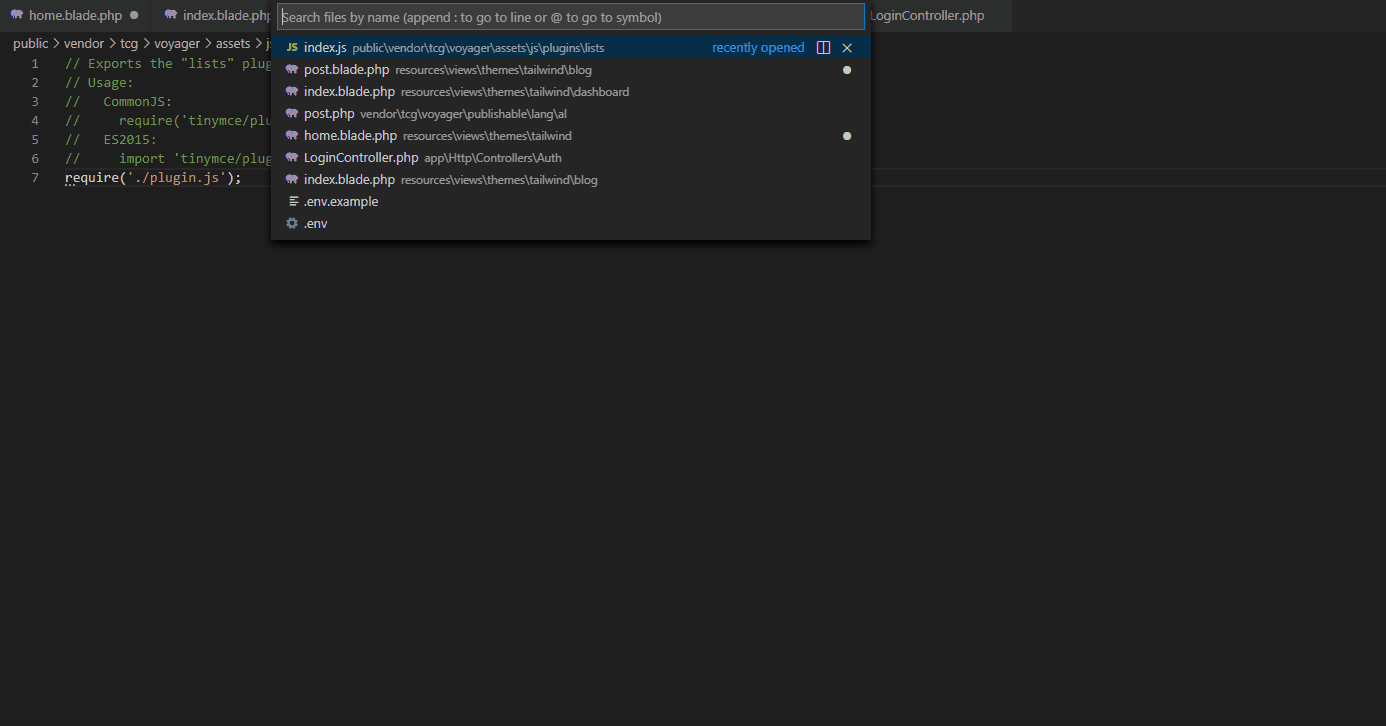 home.blade.php
index.blade.php
LoginController.php
Search files by name (append : to go to line or @ to go to symbol)
public > vendor > tcg > voyager > assets >
JS index.js public\vendor\tcg\voyager\assets\js\plugins\lists recently opened
post.blade.php resources\views\themes\tailwind\blog
index.blade.php resources\views\themes\tailwind\dashboard
post.php vendor\tcg\voyager\publishable\lang\al
home.blade.php resources\views\themes\tailwind
LoginController.php app\Http\Controllers\Auth
index.blade.php resources\views\themes\tailwind\blog
.env.example
.env
1 // Exports the "lists" plug
2 // Usage:
3 // CommonJS:
4 // require('tinymce/plu
5 // ES2015:
6 // import 'tinymce/plug
7 require('./plugin.js');